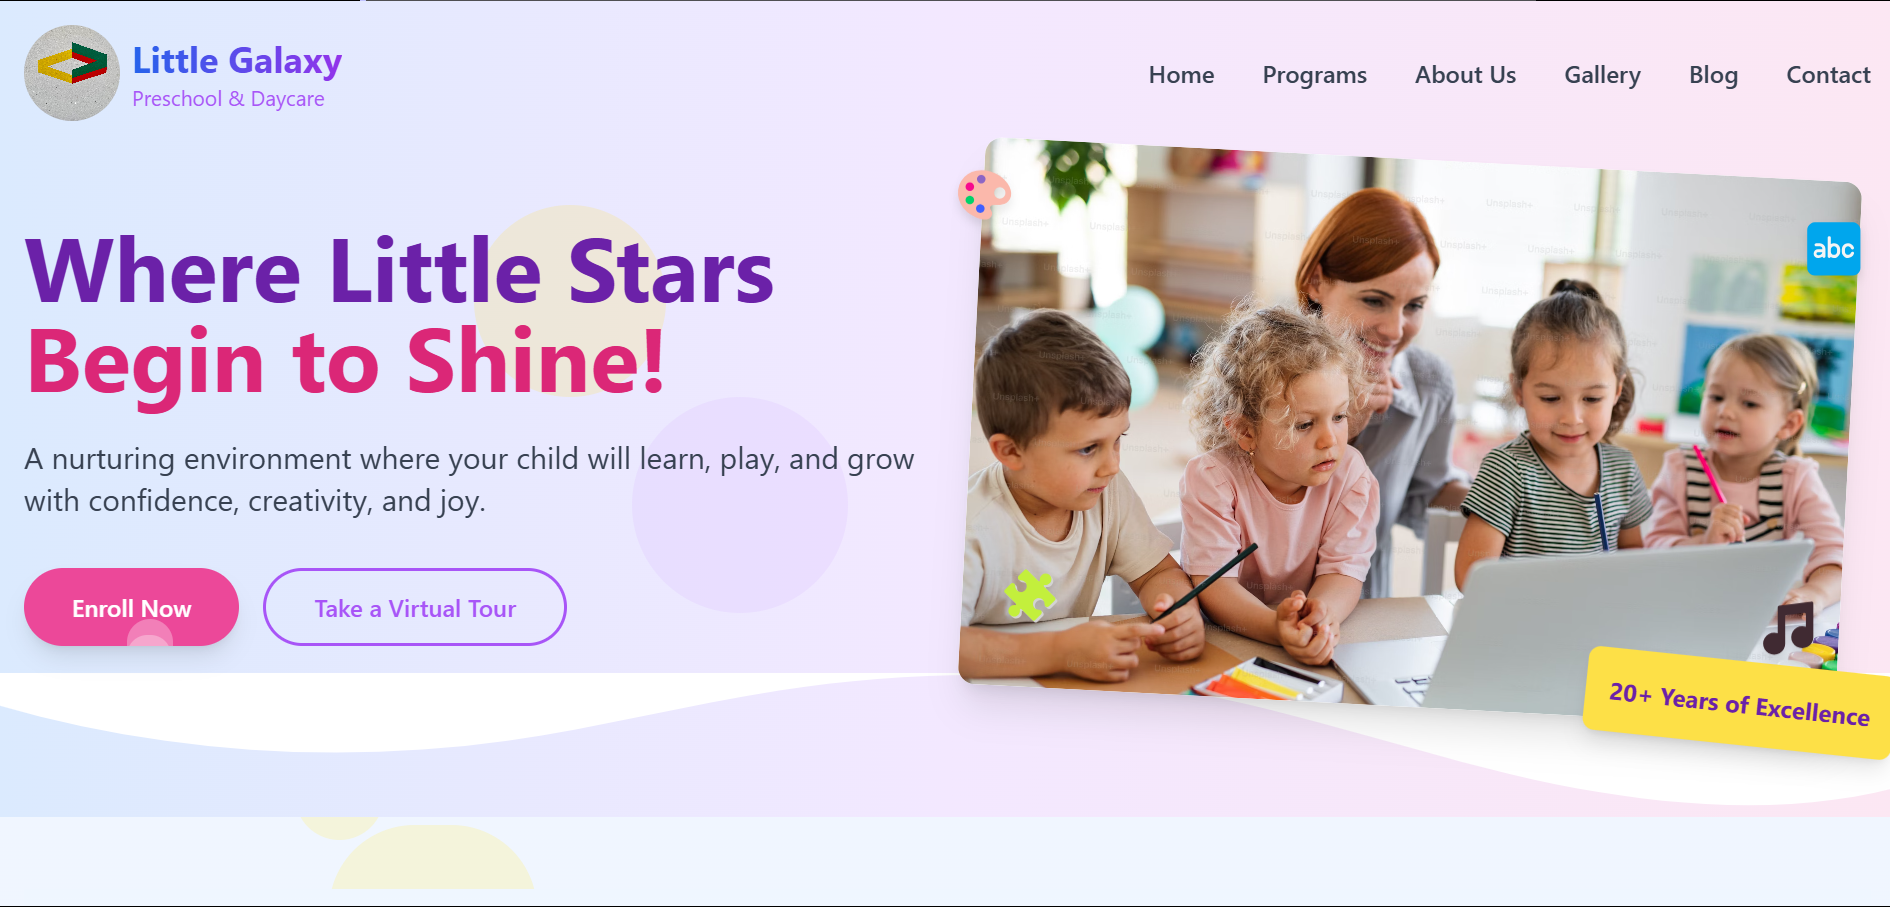 Little Galaxy
Preschool & Daycare
Home Programs About Us Gallery Blog Contact
Where Little Stars
Begin to Shine!
A nurturing environment where your child will learn, play, and grow
with confidence, creativity, and joy.
Enroll Now
Take a Virtual Tour
abc
20+ Years of Excellence
Unsplash+